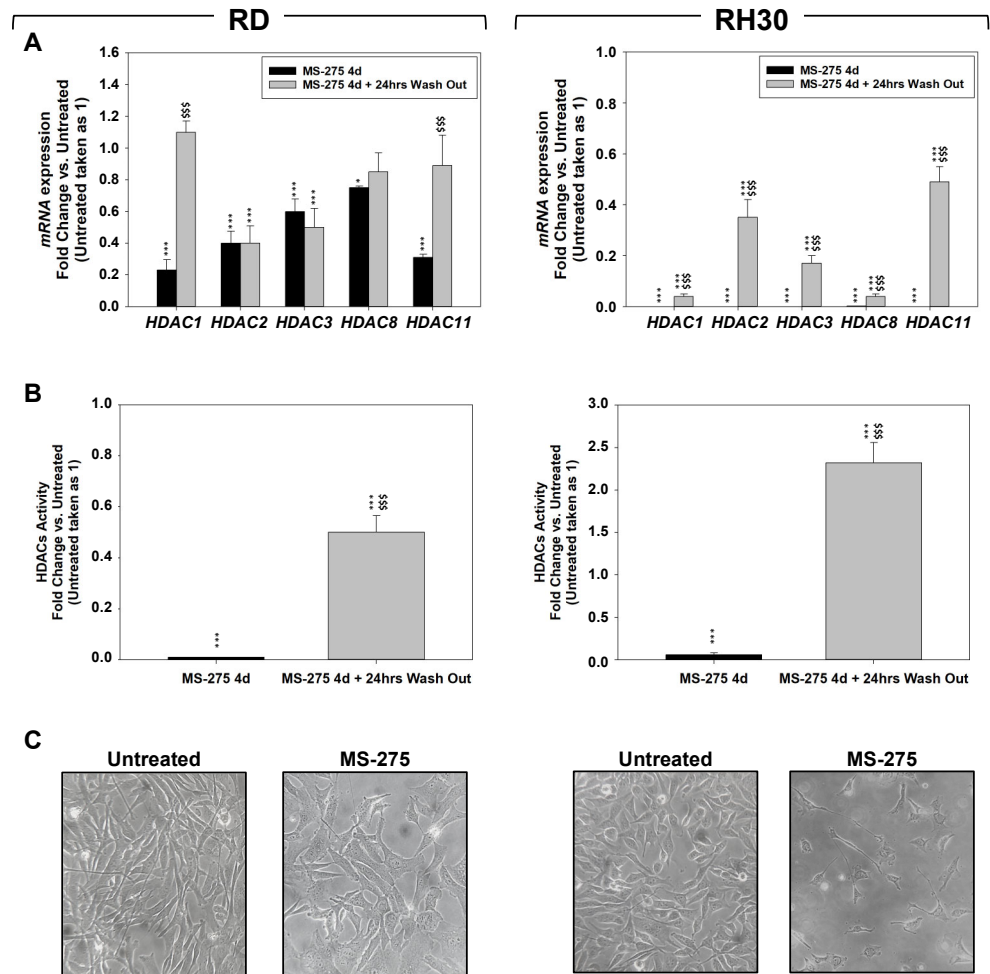 RD
RH30
A
mRNA expression
Fold Change vs. Untreated
(Untreated taken as 1)
1.6
1.4
1.2
1.0
0.8
0.6
0.4
0.2
0.0
MS-275 4d
MS-275 4d + 24hrs Wash Out
***
$$$
***
***
***
***
*
***
$$$
HDAC1 HDAC2 HDAC3 HDAC8 HDAC11
mRNA expression
Fold Change vs. Untreated
(Untreated taken as 1)
1.0
0.8
0.6
0.4
0.2
0.0
MS-275 4d
MS-275 4d + 24hrs Wash Out
***
***
$$$
***
***
$$$
***
***
$$$
***
***
$$$
***
***
$$$
HDAC1 HDAC2 HDAC3 HDAC8 HDAC11
B
HDACs Activity
Fold Change vs. Untreated
(Untreated taken as 1)
1.0
0.8
0.6
0.4
0.2
0.0
***
***
$$$
MS-275 4d MS-275 4d + 24hrs Wash Out
HDACs Activity
Fold Change vs. Untreated
(Untreated taken as 1)
3.0
2.5
2.0
1.5
1.0
0.5
0.0
***
***
$$$
MS-275 4d MS-275 4d + 24hrs Wash Out
C
Untreated
MS-275
Untreated
MS-275